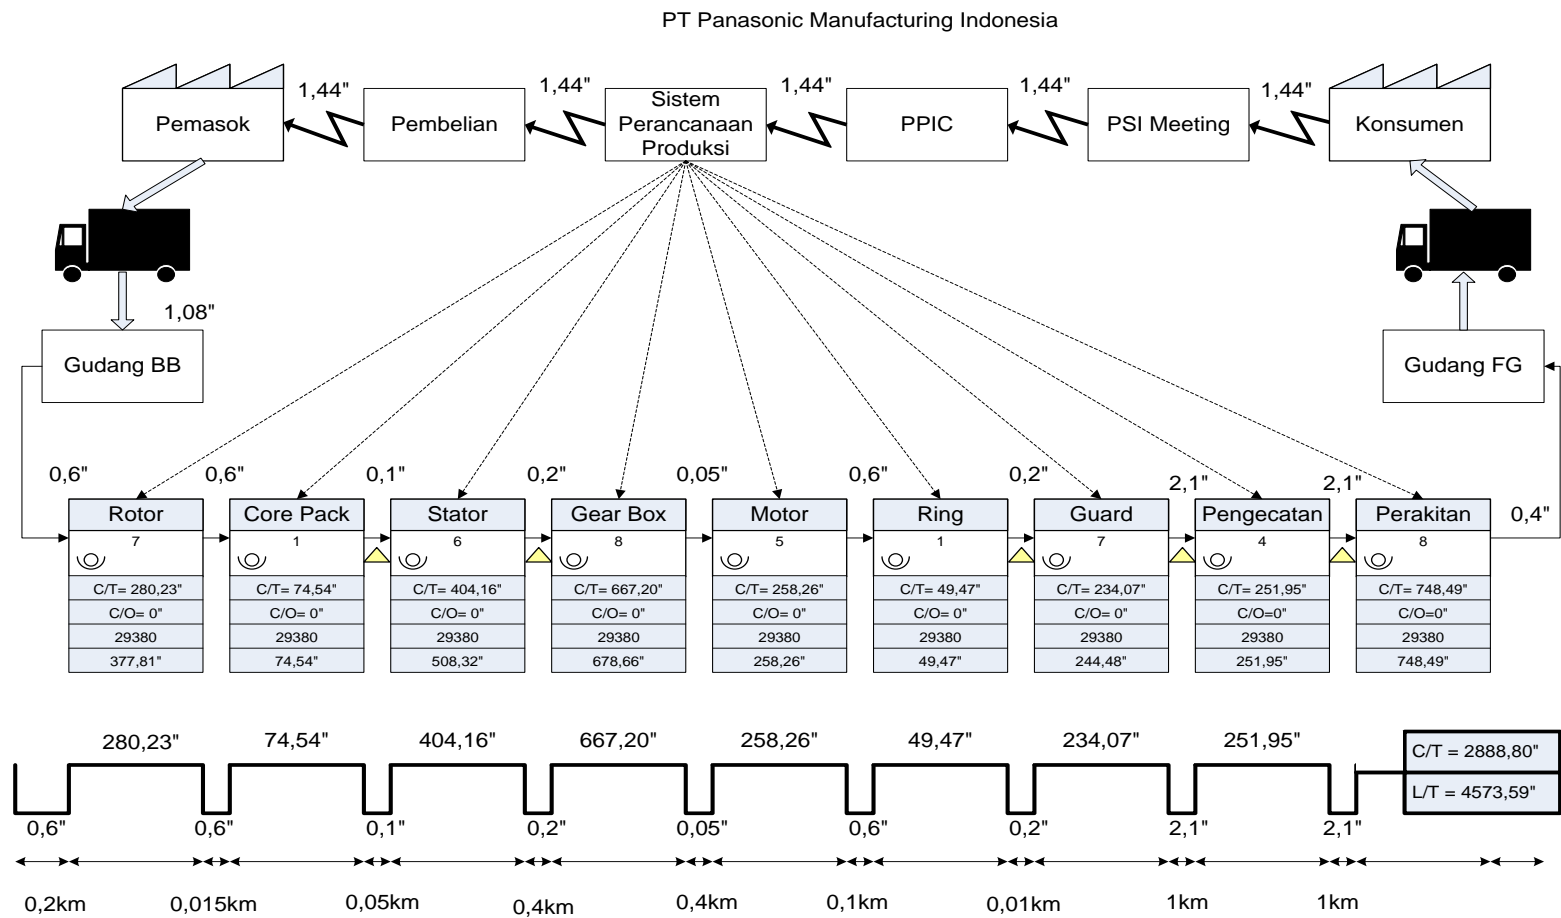 PT Panasonic Manufacturing Indonesia
1,44" 1,44" 1,44" 1,44" 1,44"
Pemasok
Pembelian
Sistem
Perancanaan
Produksi
PPIC
PSI Meeting
Konsumen
1,08"
Gudang BB
Gudang FG
0,6" 0,6" 0,1" 0,2" 0,05" 0,6" 0,2" 2,1" 2,1" 0,4"
Rotor Core Pack Stator Gear Box Motor Ring Guard Pengecatan Perakitan
7 1 6 8 5 1 7 4 8
C/T= 280,23" C/T= 74,54" C/T= 404,16" C/T= 667,20" C/T= 258,26" C/T= 49,47" C/T= 234,07" C/T= 251,95" C/T= 748,49"
C/O= 0" C/O= 0" C/O= 0" C/O= 0" C/O= 0" C/O= 0" C/O= 0" C/O=0" C/O=0"
29380 29380 29380 29380 29380 29380 29380 29380 29380
377,81" 74,54" 508,32" 678,66" 258,26" 49,47" 244,48" 251,95" 748,49"
280,23" 74,54" 404,16" 667,20" 258,26" 49,47" 234,07" 251,95"
C/T = 2888,80"
L/T = 4573,59"
0,6" 0,6" 0,1" 0,2" 0,05" 0,6" 0,2" 2,1" 2,1"
0,2km 0,015km 0,05km 0,4km 0,4km 0,1km 0,01km 1km 1km